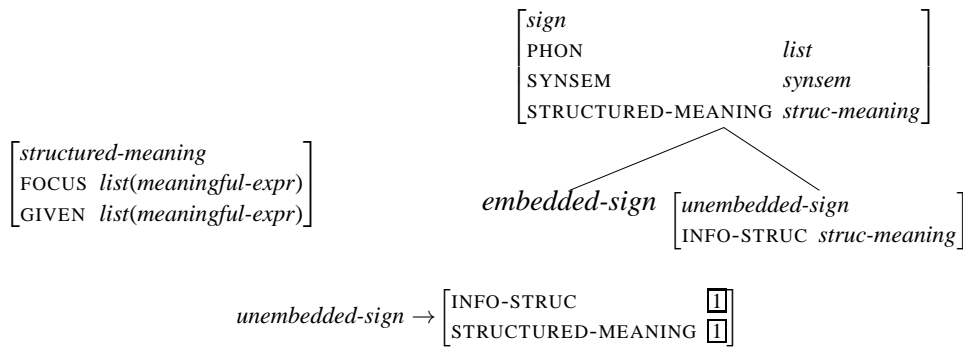 sign
PHON list
SYNSEM synsem
STRUCTURED-MEANING struc-meaning
structured-meaning
FOCUS list(meaningful-expr)
GIVEN list(meaningful-expr)
embedded-sign
unembedded-sign
INFO-STRUC struc-meaning
unembedded-sign → INFO-STRUC 1
STRUCTURED-MEANING 1